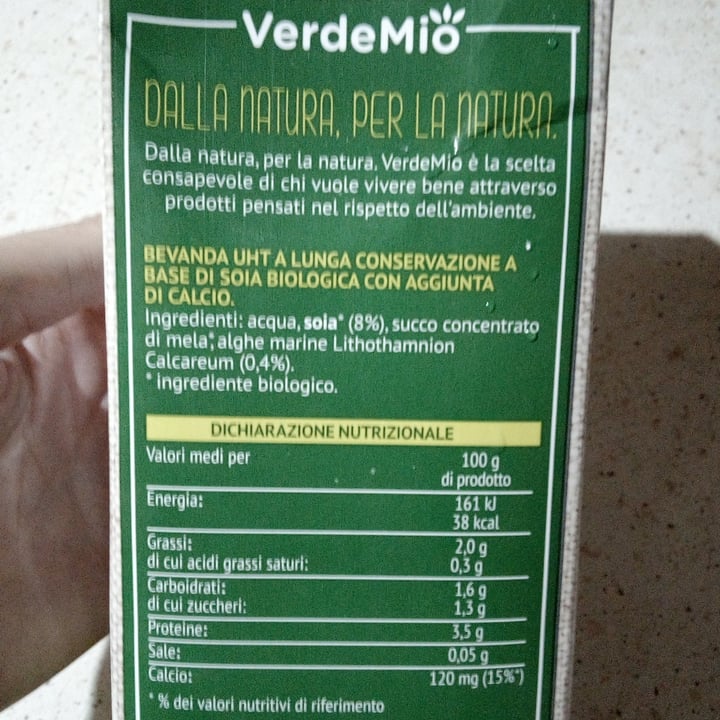 VerdeMio
DALLA NATURA, PER LA NATURA.
Dalla natura, per la natura. VerdeMio è la scelta
consapevole di chi vuole vivere bene attraverso
prodotti pensati nel rispetto dell'ambiente.
BEVANDA UHT A LUNGA CONSERVAZIONE A
BASE DI SOIA BIOLOGICA CON AGGIUNTA
DI CALCIO.
Ingredienti: acqua, soia* (8%), succo concentrato
di mela*, alghe marine Lithothamnion
Calcareum (0,4%).
* ingrediente biologico.
DICHIARAZIONE NUTRIZIONALE
Valori medi per 100 g
di prodotto
Energia: 161 kJ
38 kcal
Grassi: 2,0 g
di cui acidi grassi saturi: 0,3 g
Carboidrati: 1,6 g
di cui zuccheri: 1,3 g
Proteine: 3,5 g
Sale: 0,05 g
Calcio: 120 mg (15%*)
* % dei valori nutritivi di riferimento